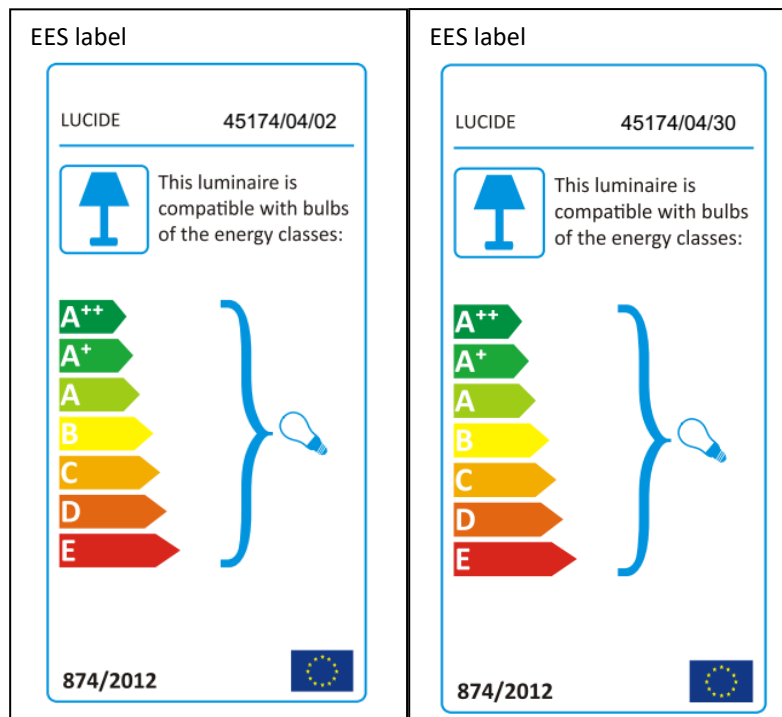 EES label
LUCIDE 45174/04/02
This luminaire is
compatible with bulbs
of the energy classes:
A++
A+
A
B
C
D
E
874/2012
EES label
LUCIDE 45174/04/30
This luminaire is
compatible with bulbs
of the energy classes:
A++
A+
A
B
C
D
E
874/2012